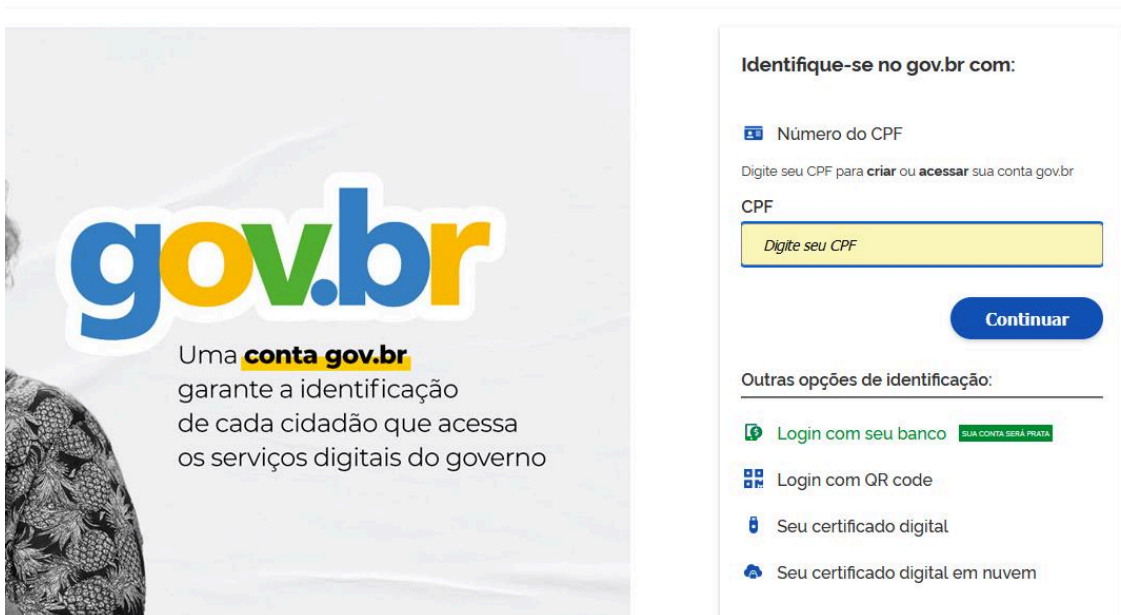 gov.br
Uma conta gov.br
garante a identificação
de cada cidadão que acessa
os serviços digitais do governo
Identifique-se no gov.br com:
Número do CPF
Digite seu CPF para criar ou acessar sua conta gov.br
CPF
Digite seu CPF
Continuar
Outras opções de identificação:
Login com seu banco SUA CONTA SERÁ PRATA
Login com QR code
Seu certificado digital
Seu certificado digital em nuvem